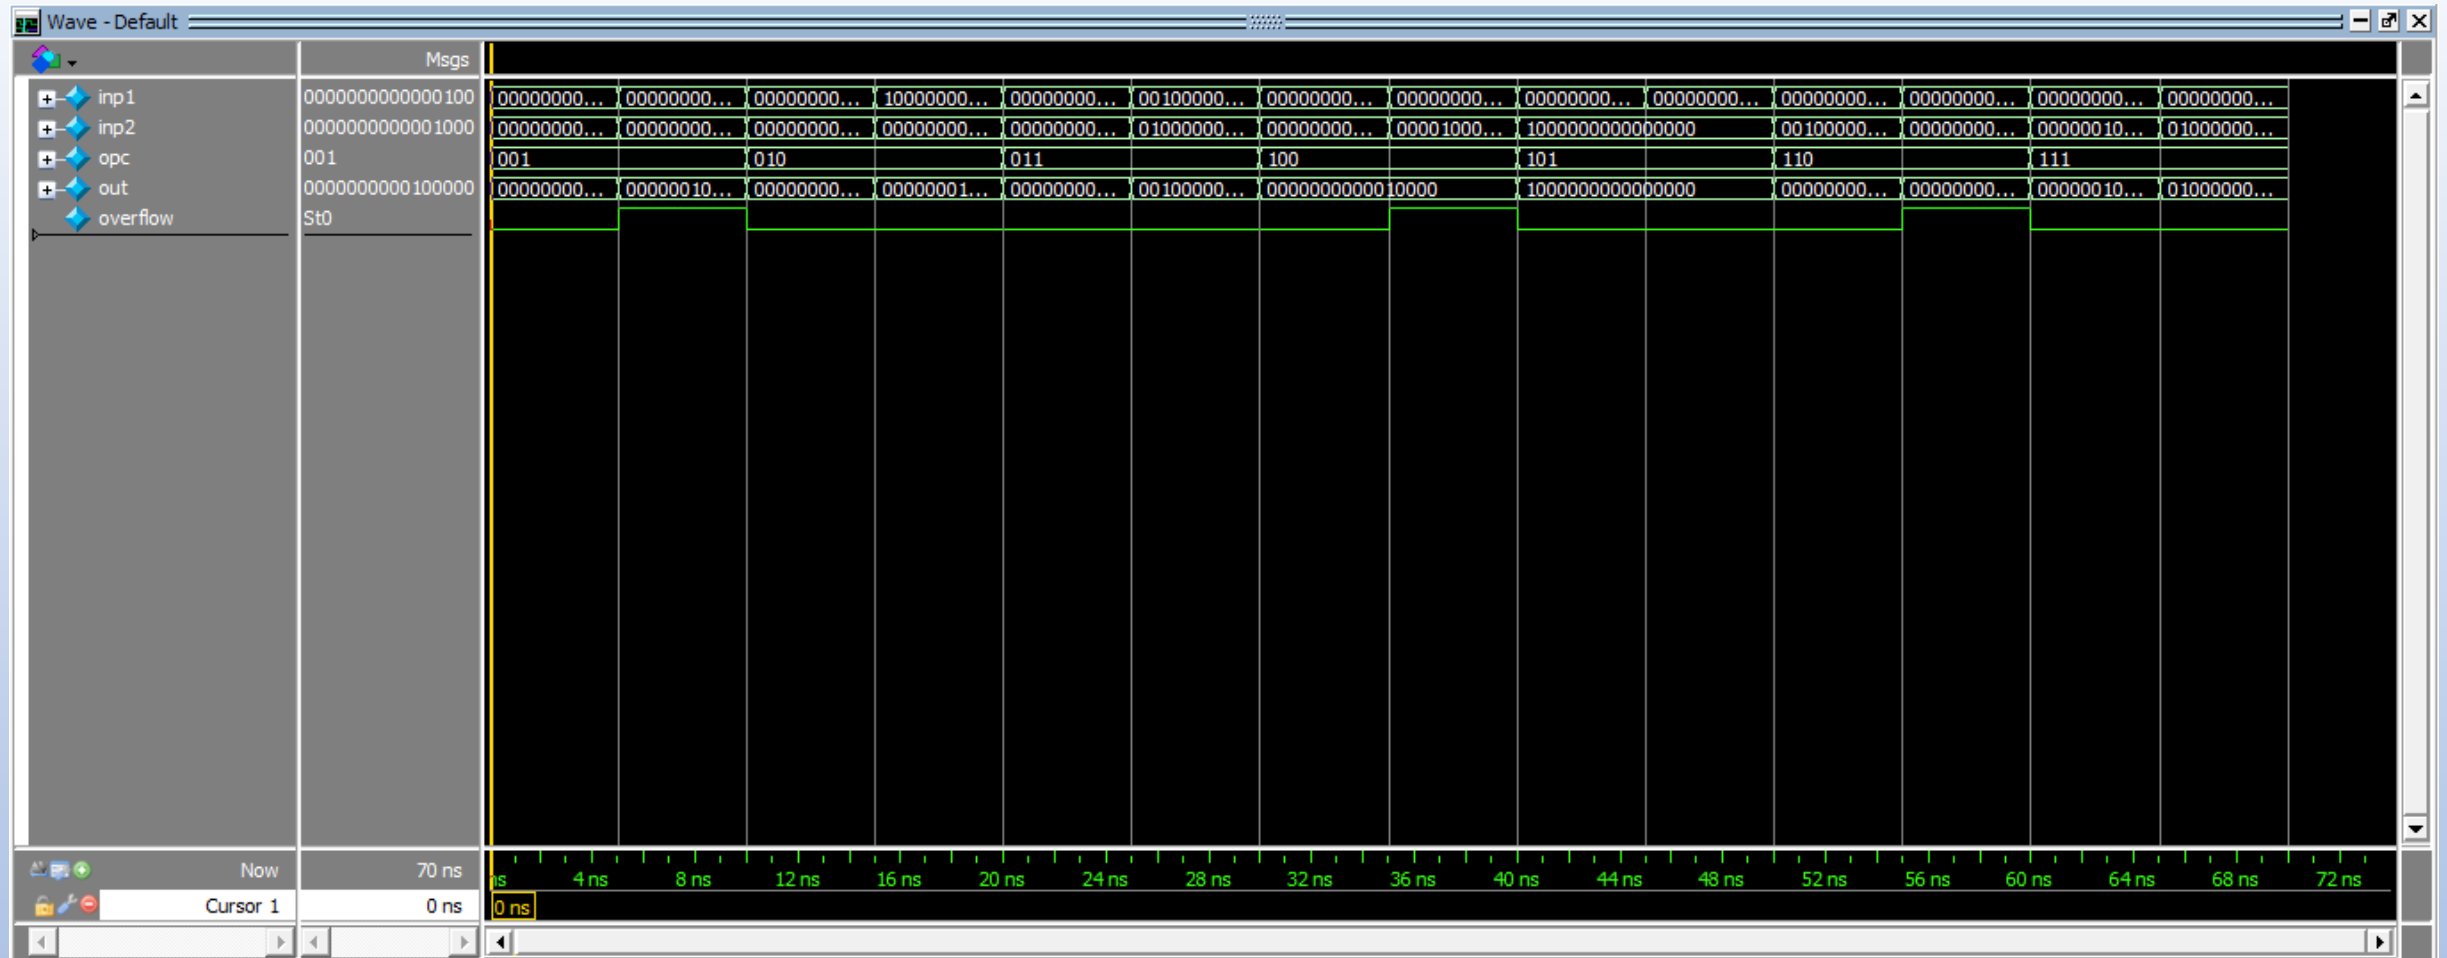 Wave - Default
Msgs
inp1 0000000000000100 00000000... 00000000... 00000000... 10000000... 00000000... 00100000... 00000000... 00000000... 00000000... 00000000... 00000000... 00000000... 00000000... 00000000...
inp2 0000000000001000 00000000... 00000000... 00000000... 00000000... 00000000... 01000000... 00000000... 00001000... 1000000000000000 00100000... 00000000... 00000010... 01000000...
opc 001 001 010 011 100 101 110 111
out 0000000000100000 00000000... 00000010... 00000000... 00000001... 00000000... 00100000... 0000000000010000 1000000000000000 00000000... 00000000... 00000010... 01000000...
overflow St0
Now 70 ns ns 4 ns 8 ns 12 ns 16 ns 20 ns 24 ns 28 ns 32 ns 36 ns 40 ns 44 ns 48 ns 52 ns 56 ns 60 ns 64 ns 68 ns 72 ns
Cursor 1 0 ns 0 ns